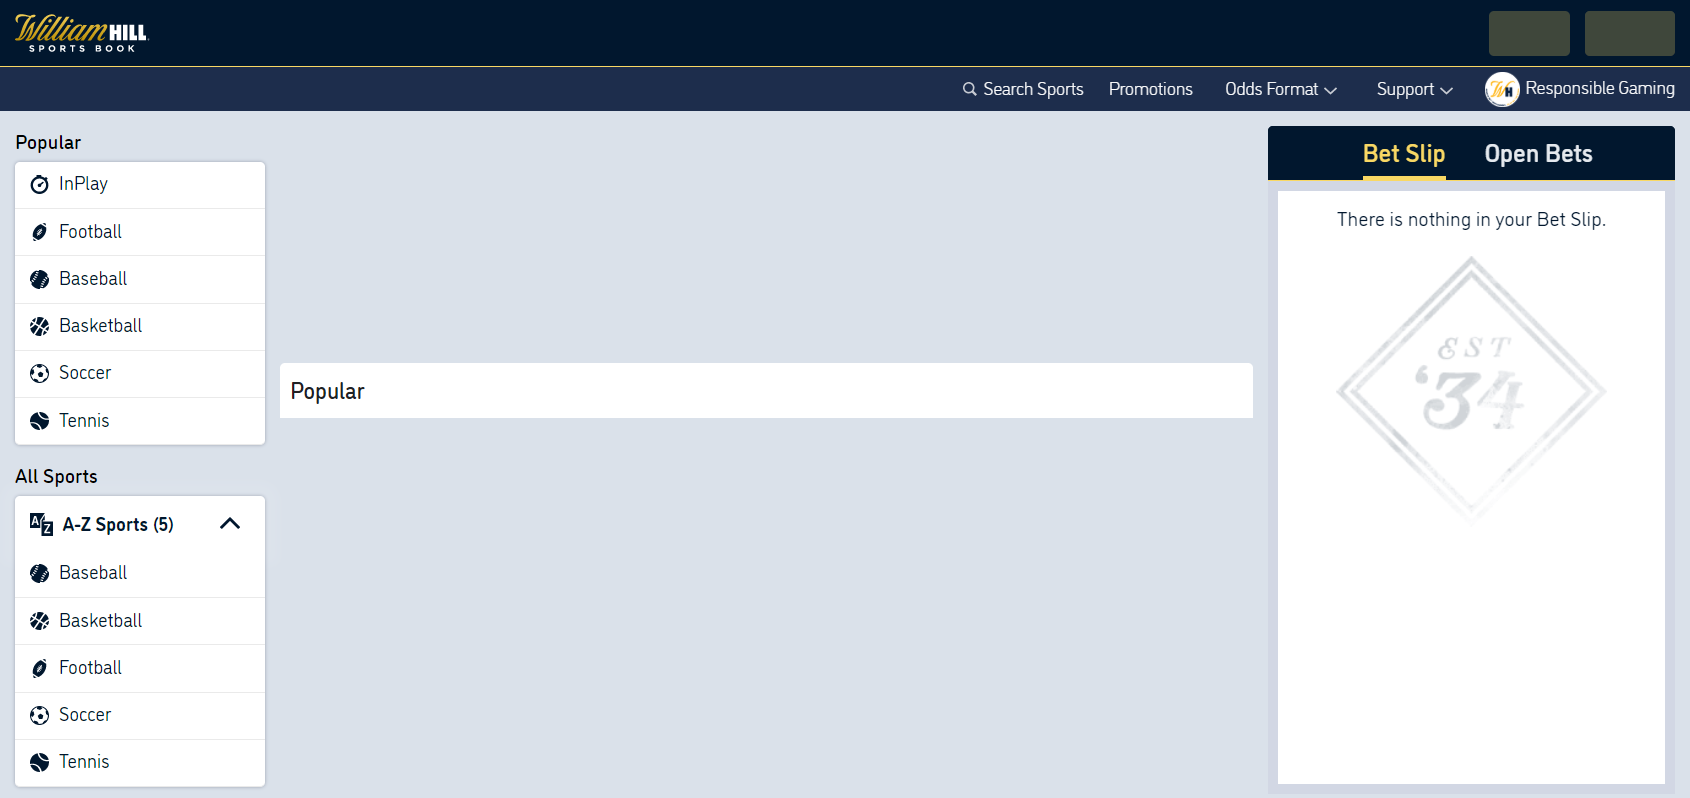 William HILL
SPORTS BOOK
Search Sports
Promotions
Odds Format
Support
WH
Responsible Gaming
Popular
InPlay
Football
Baseball
Basketball
Soccer
Tennis
All Sports
A Z
A-Z Sports (5)
Baseball
Basketball
Football
Soccer
Tennis
Popular
Bet Slip
Open Bets
There is nothing in your Bet Slip.
EST
‘34